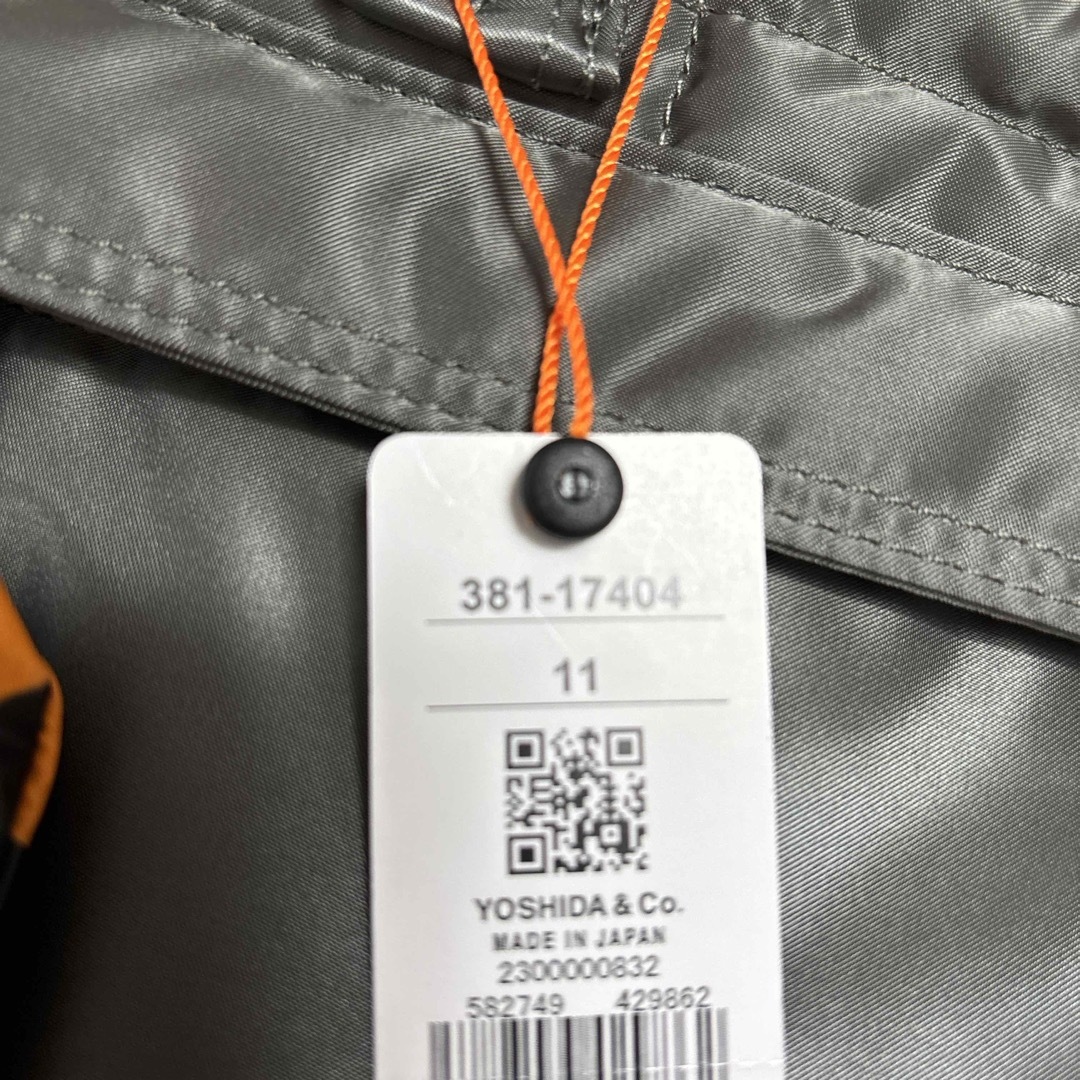 381-17404
11
YOSHIDA & Co.
MADE IN JAPAN
2300000832
582749 429862